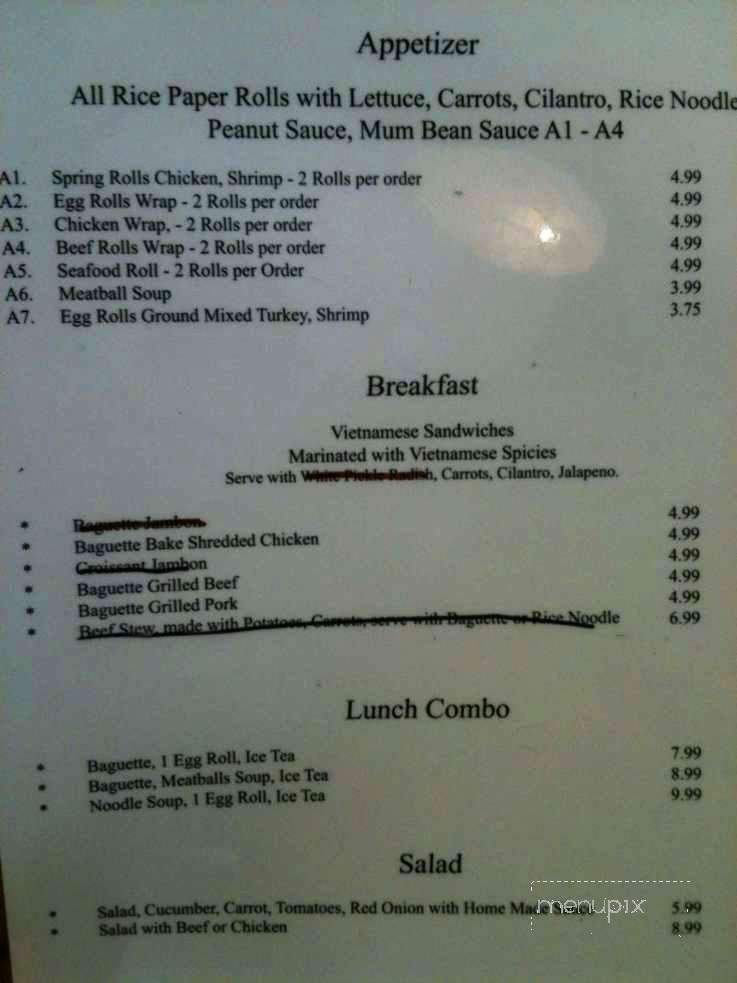 Appetizer
All Rice Paper Rolls with Lettuce, Carrots, Cilantro, Rice Noodle
Peanut Sauce, Mum Bean Sauce A1 - A4
A1. Spring Rolls Chicken, Shrimp - 2 Rolls per order 4.99
A2. Egg Rolls Wrap - 2 Rolls per order 4.99
A3. Chicken Wrap, - 2 Rolls per order 4.99
A4. Beef Rolls Wrap - 2 Rolls per order 4.99
A5. Seafood Roll - 2 Rolls per Order 4.99
A6. Meatball Soup 3.99
A7. Egg Rolls Ground Mixed Turkey, Shrimp 3.75
Breakfast
Vietnamese Sandwiches
Marinated with Vietnamese Spicies
Serve with White Pickle Radish, Carrots, Cilantro, Jalapeno.
* Baguette Jambon 4.99
* Baguette Bake Shredded Chicken 4.99
* Croissant Jambon 4.99
* Baguette Grilled Beef 4.99
* Baguette Grilled Pork 4.99
* Beef Stew, made with Potatoes, Carrots, serve with Baguette or Rice Noodle 6.99
Lunch Combo
* Baguette, 1 Egg Roll, Ice Tea 7.99
* Baguette, Meatballs Soup, Ice Tea 8.99
* Noodle Soup, 1 Egg Roll, Ice Tea 9.99
Salad
* Salad, Cucumber, Carrot, Tomatoes, Red Onion with Home Made 5.99
* Salad with Beef or Chicken 8.99
menupix